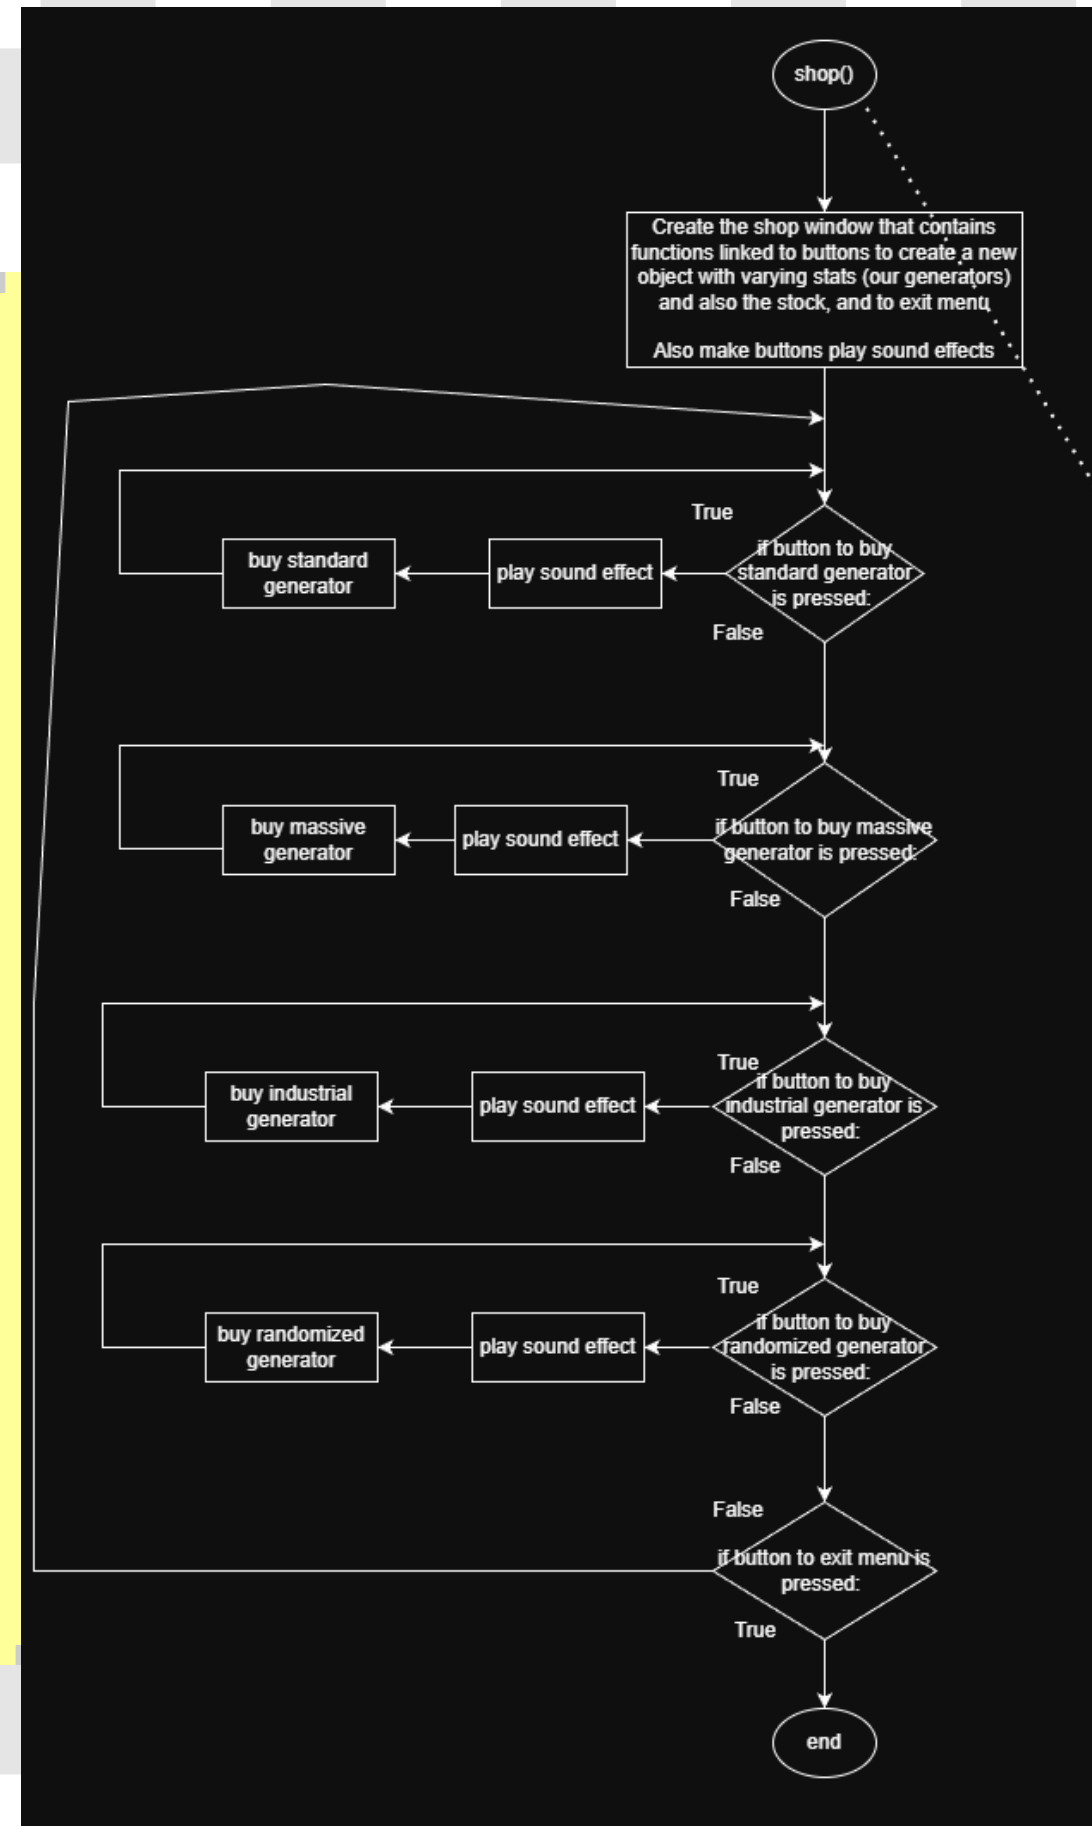 shop()
Create the shop window that contains
functions linked to buttons to create a new
object with varying stats (our generators)
and also the stock, and to exit menu
Also make buttons play sound effects
True
if button to buy
standard generator
is pressed:
play sound effect
buy standard
generator
False
True
if button to buy massive
generator is pressed:
play sound effect
buy massive
generator
False
True
if button to buy
industrial generator is
pressed:
play sound effect
buy industrial
generator
False
True
if button to buy
randomized generator
is pressed:
play sound effect
buy randomized
generator
False
False
if button to exit menu is
pressed:
True
end